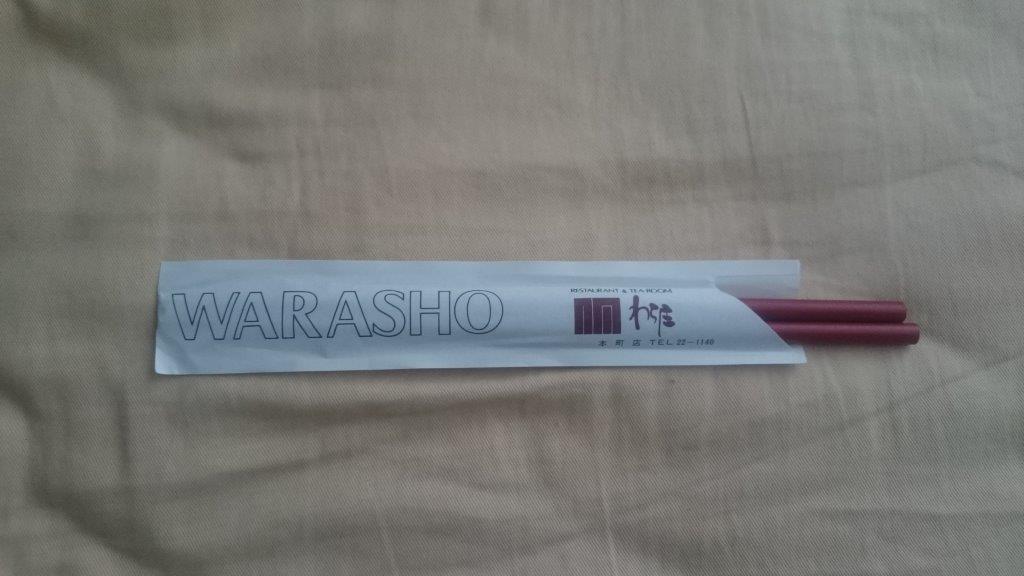 WARASHO
RESTAURANT & TEA ROOM
わら庄
本町店 TEL.22-1140